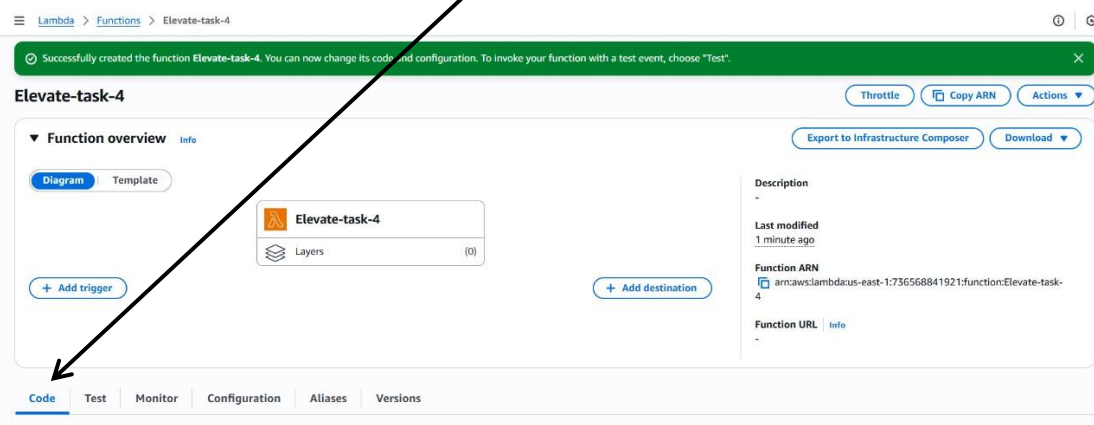 Lambda > Functions > Elevate-task-4
Successfully created the function Elevate-task-4. You can now change its code and configuration. To invoke your function with a test event, choose "Test".
Elevate-task-4
Throttle Copy ARN Actions
Function overview Info
Export to Infrastructure Composer Download
Diagram Template
Elevate-task-4
Layers (0)
+ Add trigger
+ Add destination
Description
-
Last modified
1 minute ago
Function ARN
arn:aws:lambda:us-east-1:736568841921:function:Elevate-task-
4
Function URL Info
-
Code Test Monitor Configuration Aliases Versions